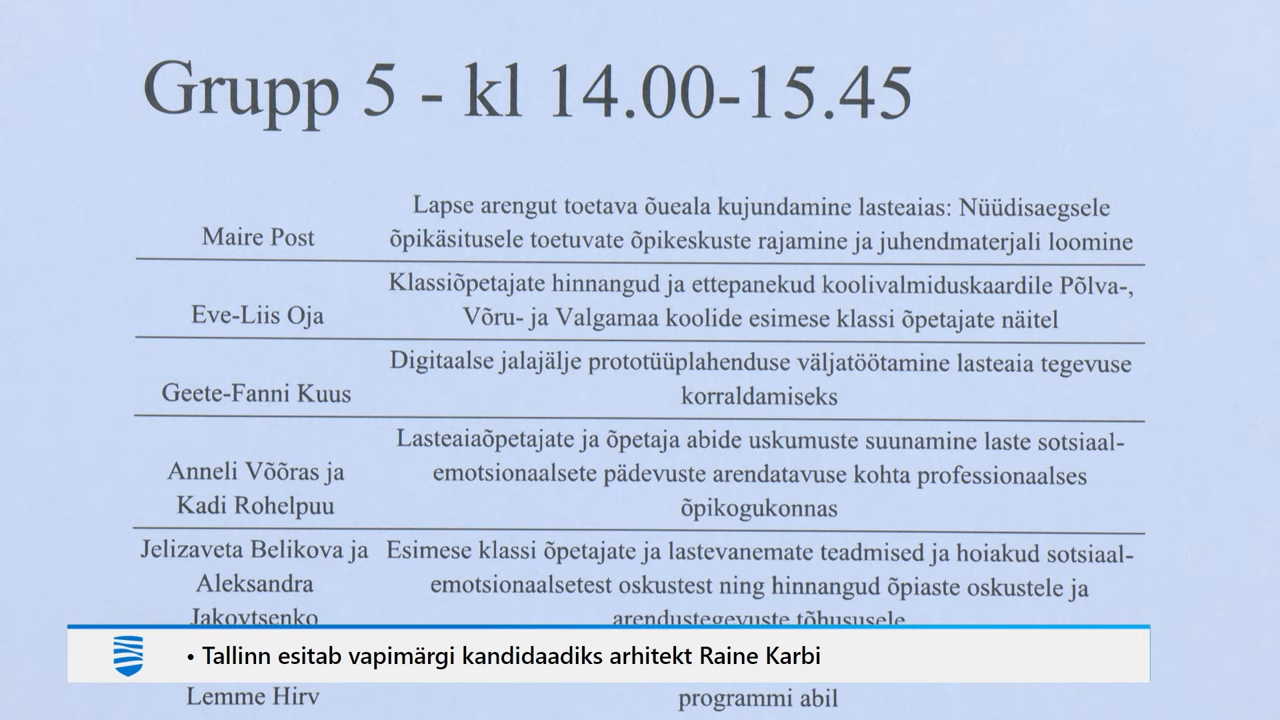 Grupp 5 - kl 14.00-15.45
Lapse arengut toetava õueala kujundamine lasteaias: Nüüdisaegsele
Maire Post
õpikäsitusele toetuvate õpikeskuste rajamine ja juhendmaterjali loomine
Klassiõpetajate hinnangud ja ettepanekud koolivalmiduskaardile Põlva-,
Eve-Liis Oja
Võru- ja Valgamaa koolide esimese klassi õpetajate näitel
Digitaalse jalajälje prototüüplahenduse väljatöötamine lasteaia tegevuse
Geete-Fanni Kuus
korraldamiseks
Lasteaiaõpetajate ja õpetaja abide uskumuste suunamine laste sotsiaal-
Anneli Võõras ja
emotsionaalsete pädevuste arendatavuse kohta professionaalses
Kadi Rohelpuu
õpikogukonnas
Jelizaveta Belikova ja
Esimese klassi õpetajate ja lastevanemate teadmised ja hoiakud sotsiaal-
Aleksandra
emotsionaalsetest oskustest ning hinnangud õpiaste oskustele ja
Jakovtsenko
arendustegevuste tõhususele
• Tallinn esitab vapimärgi kandidaadiks arhitekt Raine Karbi
Lemme Hirv
programmi abil